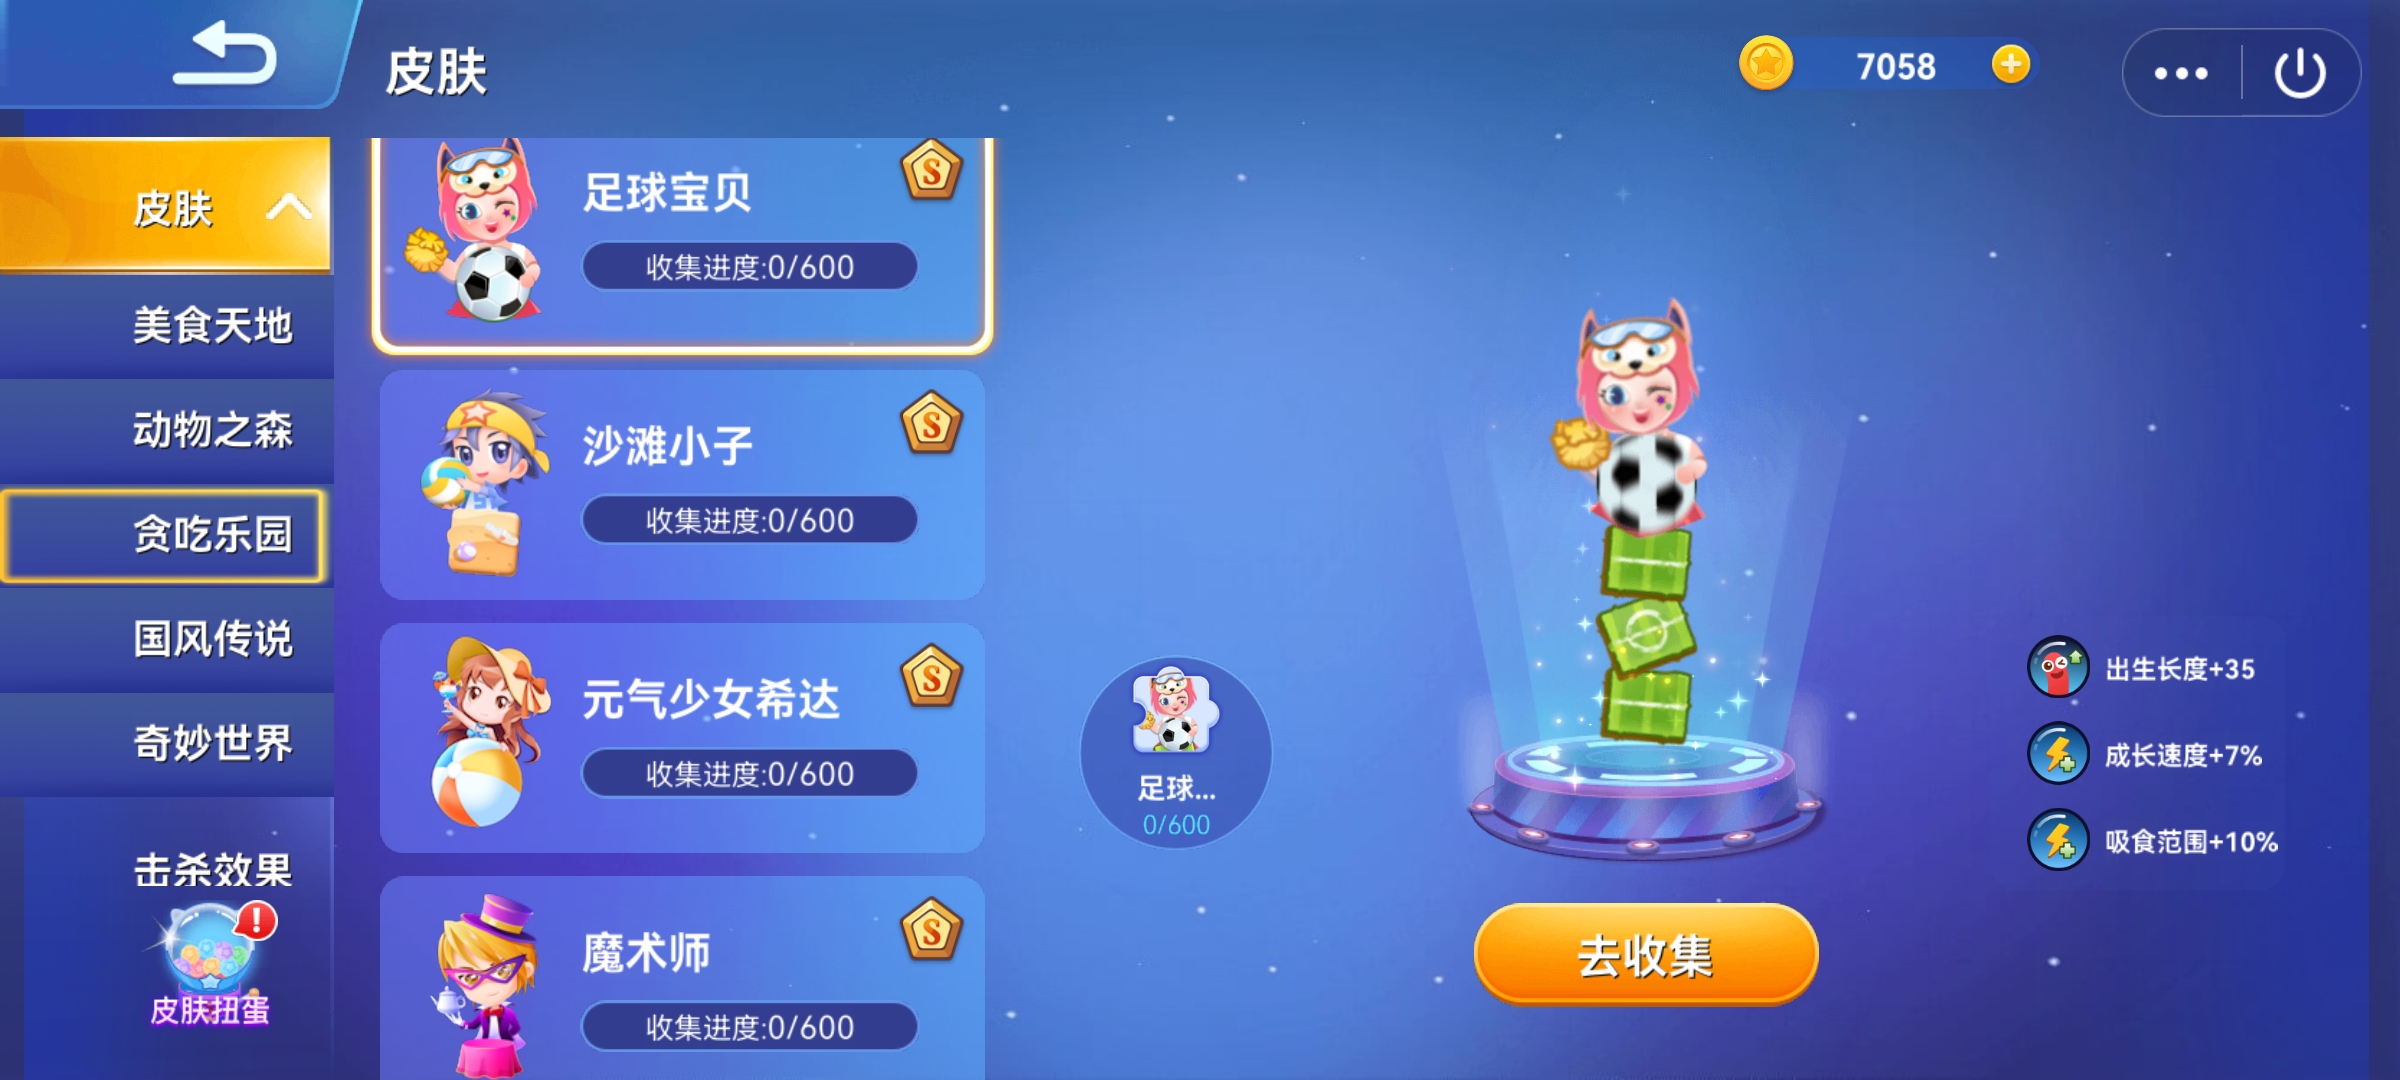 皮肤
7058
皮肤
美食天地
动物之森
贪吃乐园
国风传说
奇妙世界
击杀效果
皮肤扭蛋
足球宝贝
S
收集进度:0/600
沙滩小子
S
收集进度:0/600
元气少女希达
S
收集进度:0/600
魔术师
S
收集进度:0/600
足球...
0/600
出生长度+35
成长速度+7%
吸食范围+10%
去收集